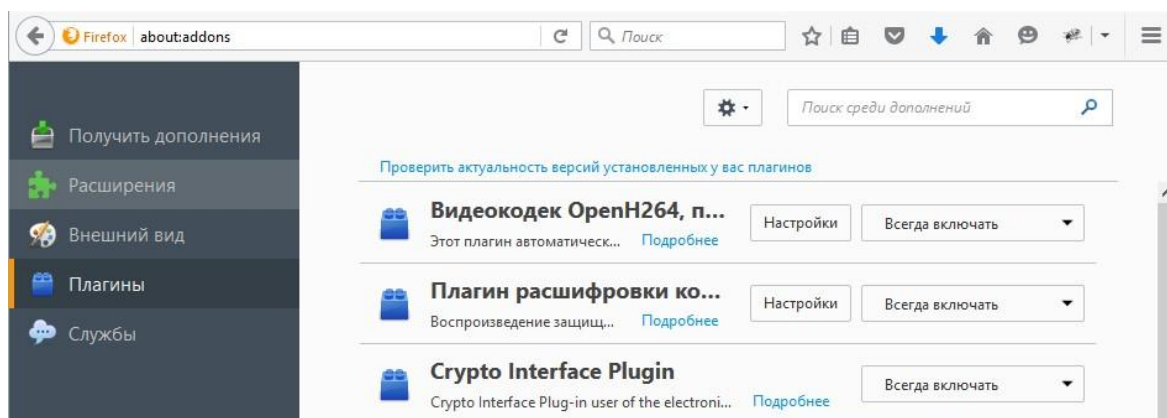 Firefox about:addons Поиск
Поиск среди дополнений
Получить дополнения
Расширения
Внешний вид
Плагины
Службы
Проверить актуальность версий установленных у вас плагинов
Видеокодек OpenH264, п... Настройки Всегда включать
Этот плагин автоматическ... Подробнее
Плагин расшифровки ко... Настройки Всегда включать
Воспроизведение защищ... Подробнее
Crypto Interface Plugin Всегда включать
Crypto Interface Plug-in user of the electroni... Подробнее